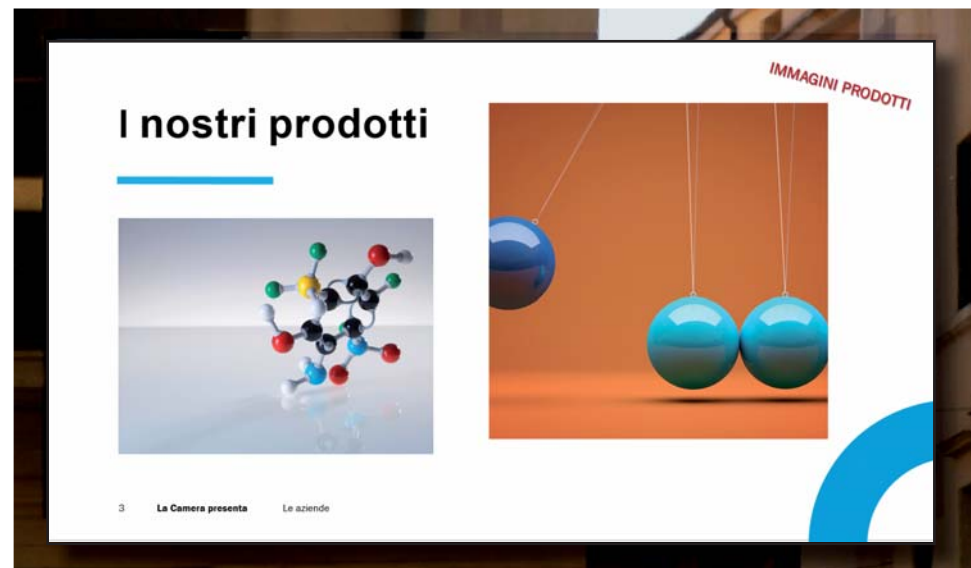 IMMAGINI PRODOTTI
I nostri prodotti
3 La Camera presenta Le aziende